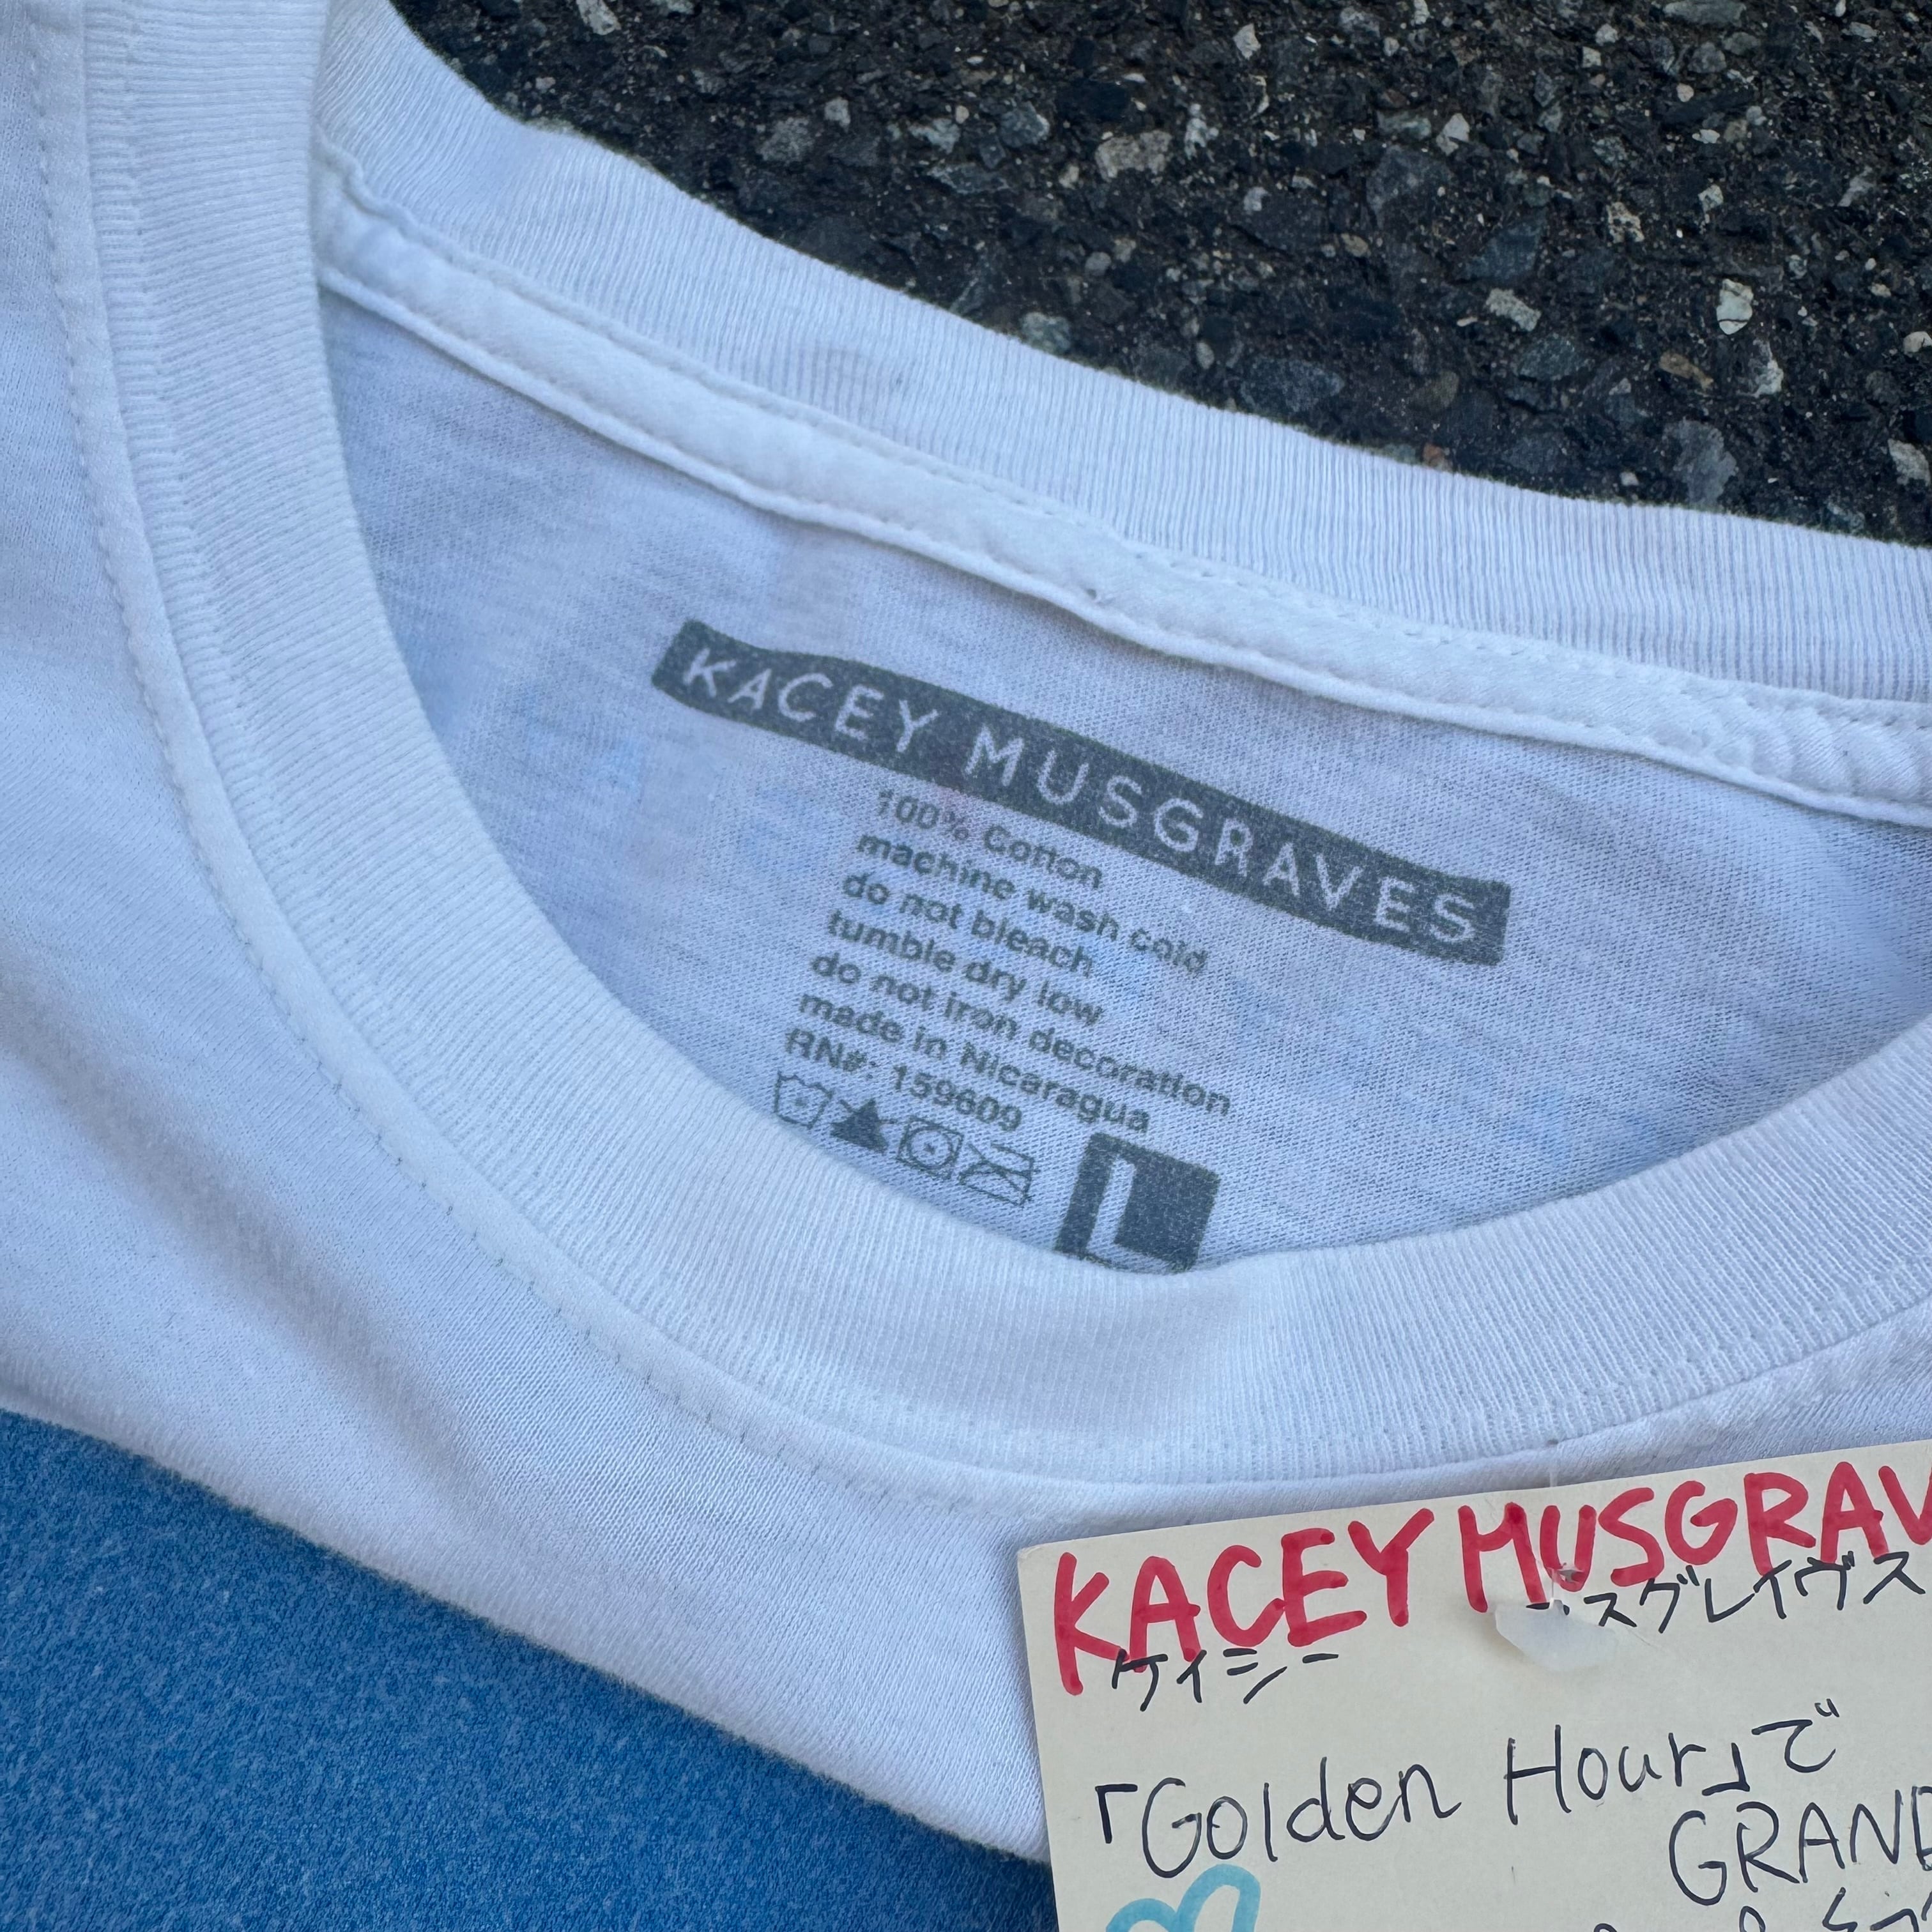 KACEY MUSGRAVES
100% Cotton
machine wash cold
do not bleach
tumble dry low
do not iron decoration
made in Nicaragua
RN#: 159609
L
KACEY MUSGRAV
スグレイヴス
ケイシー
「Golden Hour」で
GRAN